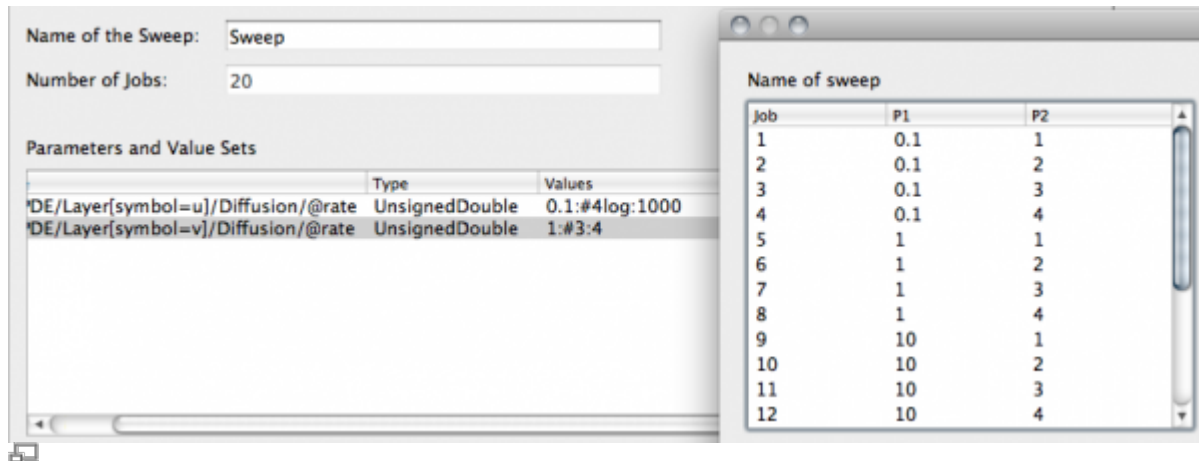 Name of the Sweep: Sweep
Number of Jobs: 20
Parameters and Value Sets
Type Values
DE/Layer[symbol=u]/Diffusion/@rate UnsignedDouble 0.1:#4log:1000
DE/Layer[symbol=v]/Diffusion/@rate UnsignedDouble 1:#3:4
Name of sweep
Job P1 P2
1 0.1 1
2 0.1 2
3 0.1 3
4 0.1 4
5 1 1
6 1 2
7 1 3
8 1 4
9 10 1
10 10 2
11 10 3
12 10 4